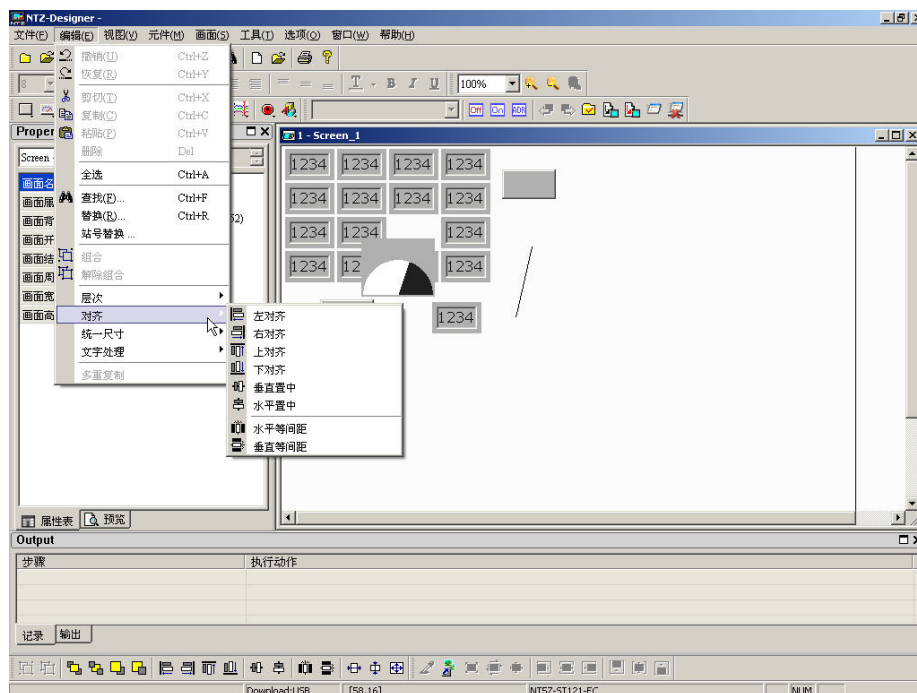 NTZ-Designer -
文件(F) 编辑(E) 视图(V) 元件(M) 画面(S) 工具(T) 选项(O) 窗口(W) 帮助(H)
撤销(U) Ctrl+Z
恢复(R) Ctrl+Y
剪切(T) Ctrl+X
复制(C) Ctrl+C
粘贴(P) Ctrl+V
删除 Del
全选 Ctrl+A
查找(F)... Ctrl+F
替换(R)... Ctrl+R
站号替换 ...
组合
解除组合
层次
对齐
统一尺寸
文字处理
多重复制
左对齐
右对齐
上对齐
下对齐
垂直置中
水平置中
水平等间距
垂直等间距
8
I B I U 100%
Off On ADR
Proper
Screen
画面名
画面属
画面背
画面开
画面结
画面周
画面宽
画面高
52)
1 - Screen_1
1234 1234 1234 1234
1234 1234 1234 1234
1234 1234 1234
1234 12 1234
1234
属性表 预览
Output
步骤 执行动作
记录 输出
Download:USB [58,16] NT5Z-ST121-EC NUM